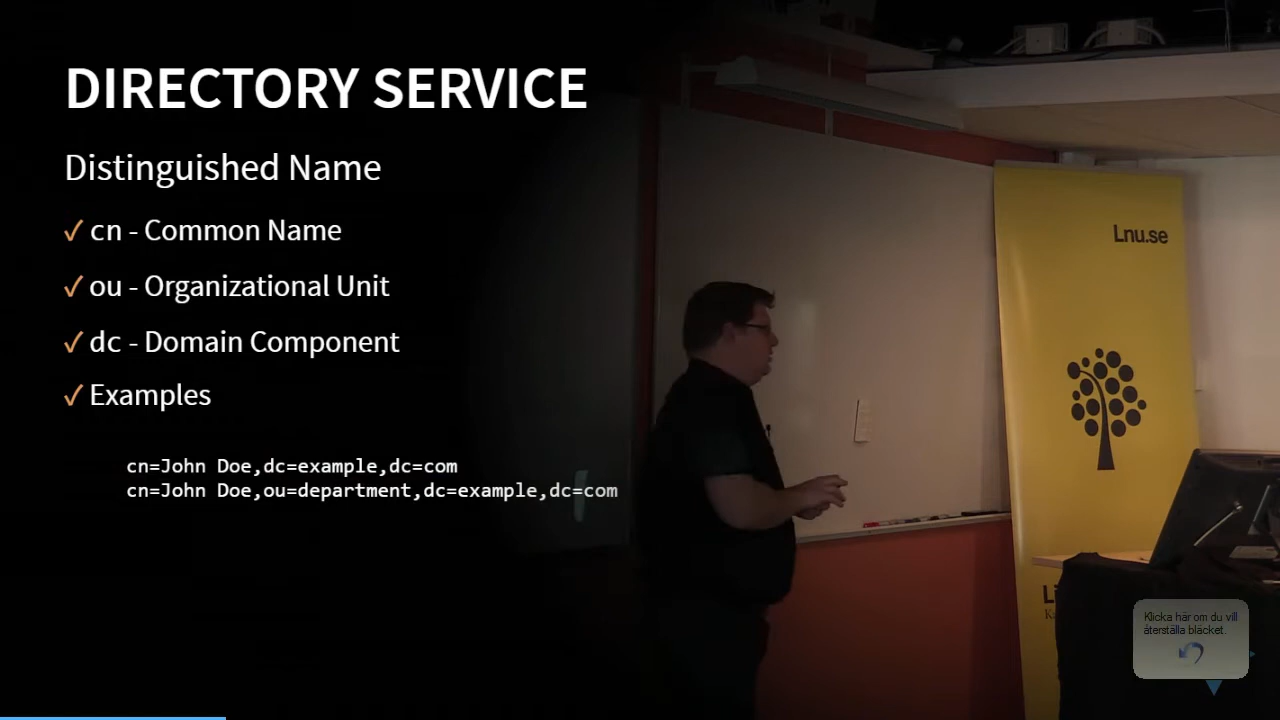 DIRECTORY SERVICE
Distinguished Name
✓ cn - Common Name
✓ ou - Organizational Unit
✓ dc - Domain Component
✓ Examples
cn=John Doe,dc=example,dc=com
cn=John Doe,ou=department,dc=example,dc=com
Lnu.se
Klicka här om du vill
återställa bläcket.